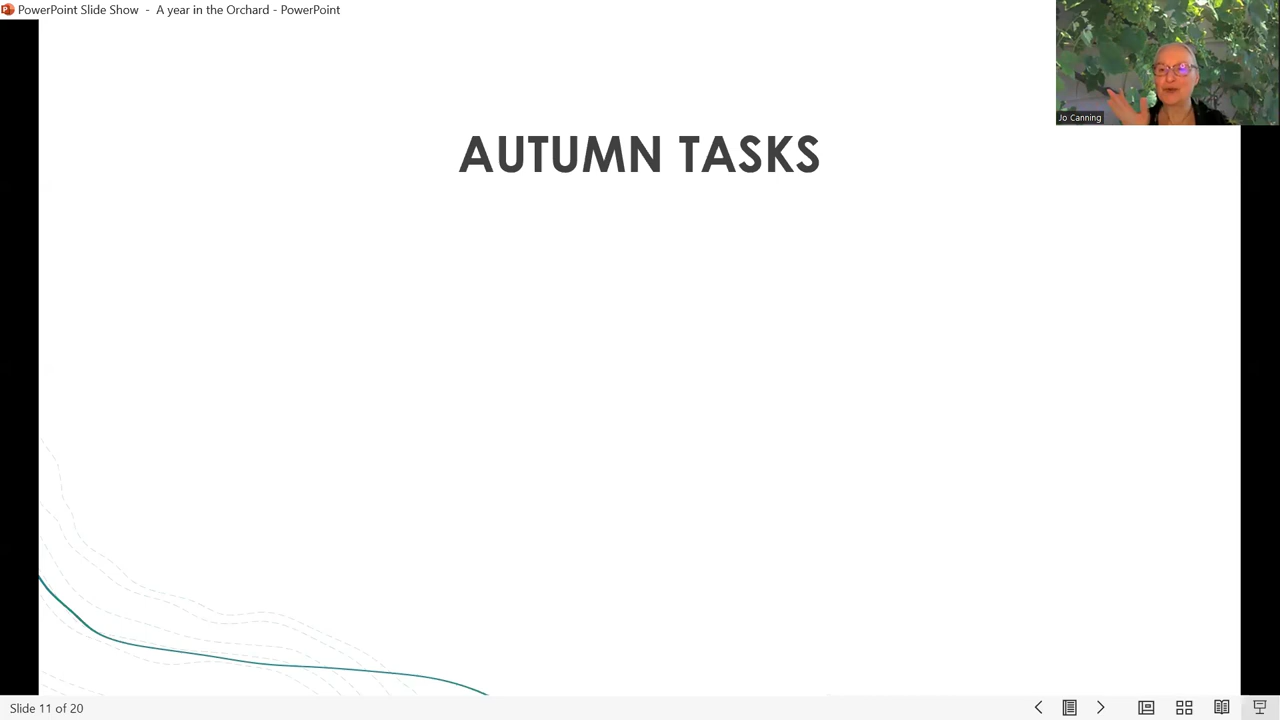 PowerPoint Slide Show - A year in the Orchard - PowerPoint
Jo Canning
AUTUMN TASKS
Slide 11 of 20